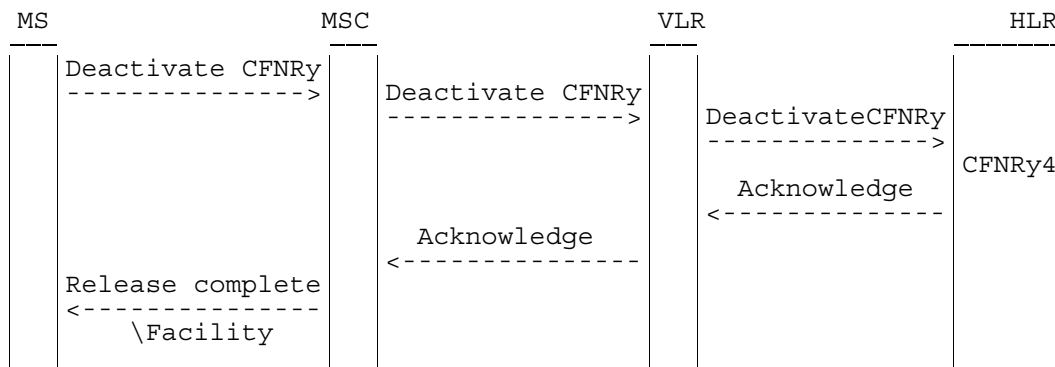 MS MSC VLR HLR
Deactivate CFNRy
Deactivate CFNRy
DeactivateCFNRy
CFNRy4
Acknowledge
Acknowledge
Release complete
\Facility